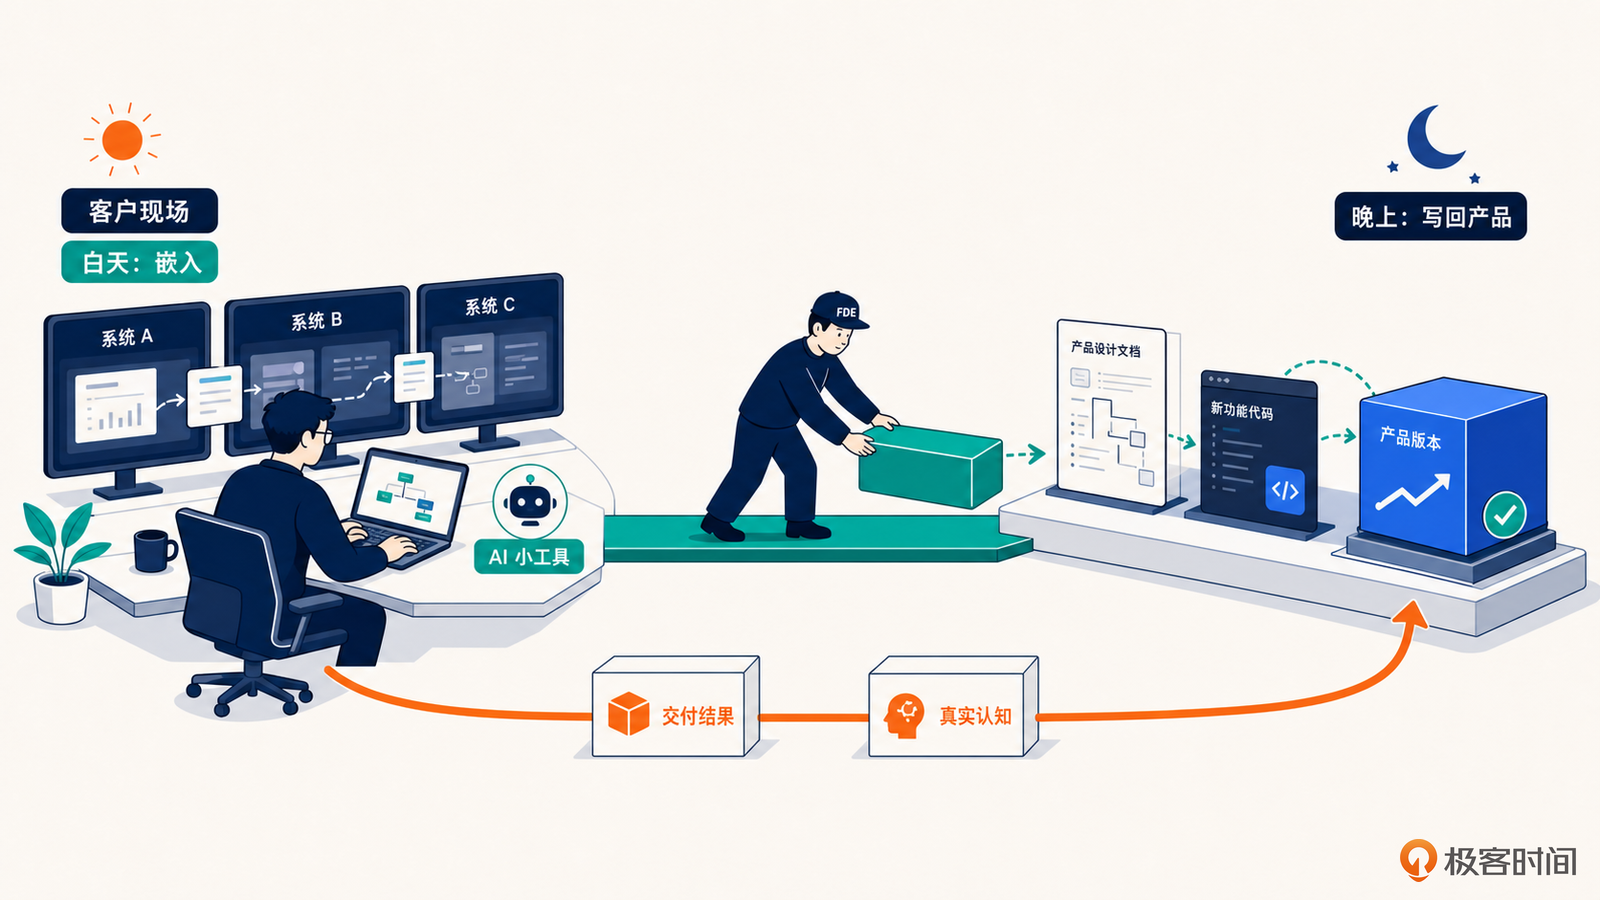 客户现场
白天：嵌入
晚上：写回产品
系统 A
系统 B
系统 C
AI 小工具
FDE
产品设计文档
新功能代码
</>
产品版本
交付结果
真实认知
极客时间